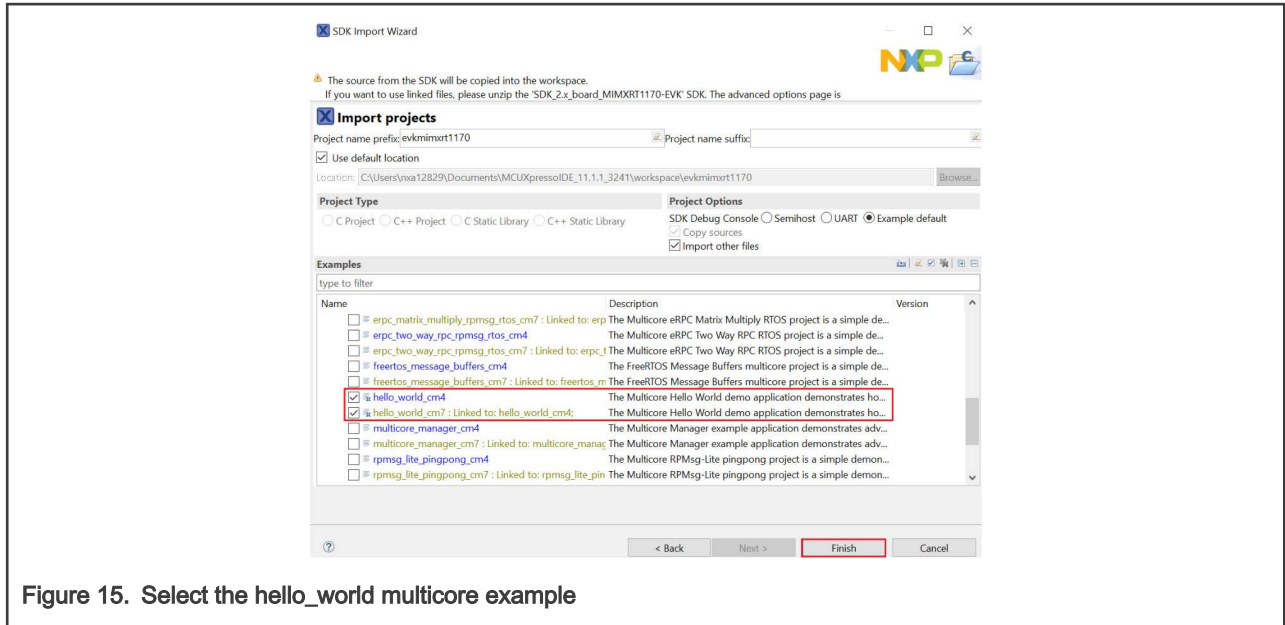 SDK Import Wizard
NXP
The source from the SDK will be copied into the workspace.
If you want to use linked files, please unzip the 'SDK_2.x_board_MIMXRT1170-EVK' SDK. The advanced options page is
Import projects
Project name prefix: evkmimxrt1170 Project name suffix:
Use default location
Location: C:\Users\nxa12829\Documents\MCUXpressoIDE_11.1.1_3241\workspace\evkmimxrt1170 Browse...
Project Type Project Options
C Project C++ Project C Static Library C++ Static Library SDK Debug Console Semihost UART Example default
Copy sources
Import other files
Examples
type to filter
Name Description Version
erpc_matrix_multiply_rpmsg_rtos_cm7 : Linked to: erp The Multicore eRPC Matrix Multiply RTOS project is a simple de...
erpc_two_way_rpc_rpmsg_rtos_cm4 The Multicore eRPC Two Way RPC RTOS project is a simple de...
erpc_two_way_rpc_rpmsg_rtos_cm7 : Linked to: erpc_t The Multicore eRPC Two Way RPC RTOS project is a simple de...
freertos_message_buffers_cm4 The FreeRTOS Message Buffers multicore project is a simple de...
freertos_message_buffers_cm7 : Linked to: freertos_m The FreeRTOS Message Buffers multicore project is a simple de...
hello_world_cm4 The Multicore Hello World demo application demonstrates ho...
hello_world_cm7 : Linked to: hello_world_cm4; The Multicore Hello World demo application demonstrates ho...
multicore_manager_cm4 The Multicore Manager example application demonstrates adv...
multicore_manager_cm7 : Linked to: multicore_manag The Multicore Manager example application demonstrates adv...
rpmsg_lite_pingpong_cm4 The Multicore RPMsg-Lite pingpong project is a simple demon...
rpmsg_lite_pingpong_cm7 : Linked to: rpmsg_lite_pin The Multicore RPMsg-Lite pingpong project is a simple demon...
< Back Next > Finish Cancel
Figure 15. Select the hello_world multicore example